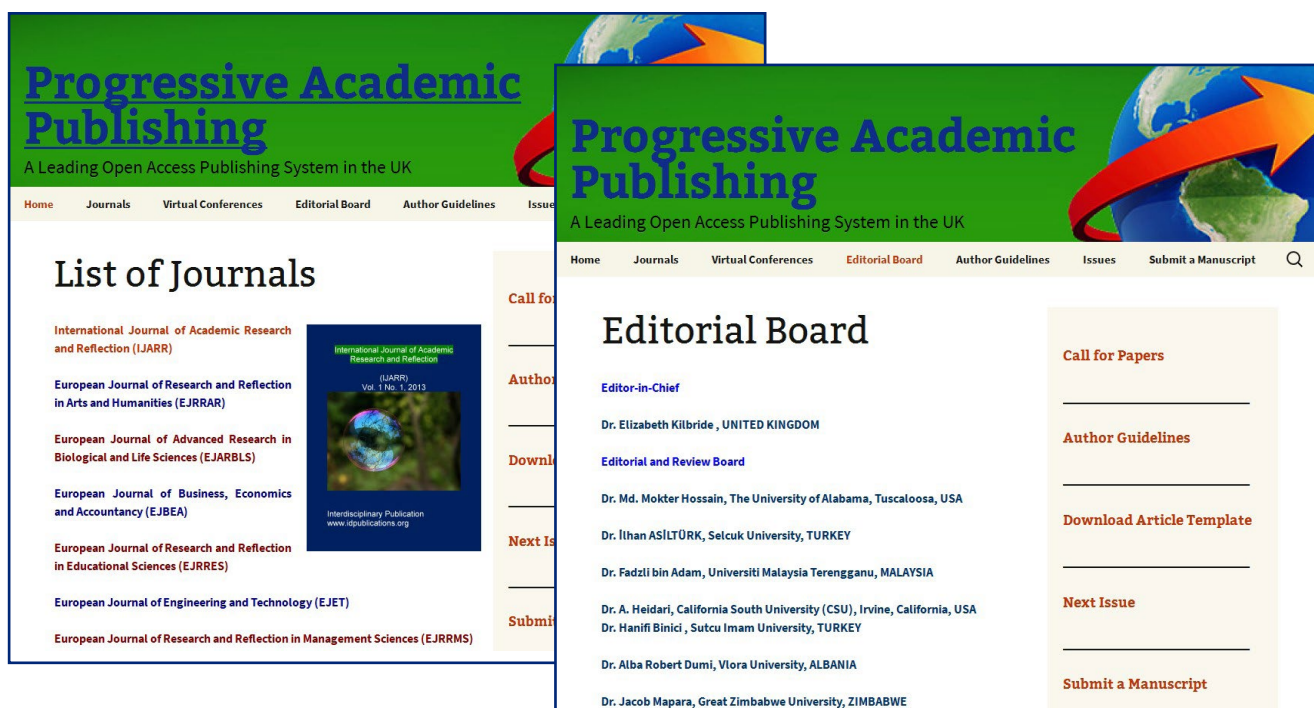 Progressive Academic
Publishing
A Leading Open Access Publishing System in the UK
Home Journals Virtual Conferences Editorial Board Author Guidelines
List of Journals
International Journal of Academic Research
and Reflection (IJARR)
European Journal of Research and Reflection
in Arts and Humanities (EJRRAR)
European Journal of Advanced Research in
Biological and Life Sciences (EJARBLS)
European Journal of Business, Economics
and Accountancy (EJBEA)
European Journal of Research and Reflection
in Educational Sciences (EJRRES)
European Journal of Engineering and Technology (EJET)
European Journal of Research and Reflection in Management Sciences (EJRRMS)
International Journal of Academic
Research and Reflection
(IJARR)
Vol. 1 No. 1, 2013
Interdisciplinary Publication
www.idpublications.org
Call
Next
Progressive Academic
Publishing
A Leading Open Access Publishing System in the UK
Home Journals Virtual Conferences Editorial Board Author Guidelines Issues Submit a Manuscript
Editorial Board
Editor-in-Chief
Dr. Elizabeth Kilbride , UNITED KINGDOM
Editorial and Review Board
Dr. Md. Mokter Hossain, The University of Alabama, Tuscaloosa, USA
Dr. İlhan ASİLTÜRK, Selcuk University, TURKEY
Dr. Fadzli bin Adam, Universiti Malaysia Terengganu, MALAYSIA
Dr. A. Heidari, California South University (CSU), Irvine, California, USA
Dr. Hanifi Binici , Sutcu Imam University, TURKEY
Dr. Alba Robert Dumi, Vlora University, ALBANIA
Dr. Jacob Mapara, Great Zimbabwe University, ZIMBABWE
Call for Papers
Author Guidelines
Download Article Template
Next Issue
Submit a Manuscript